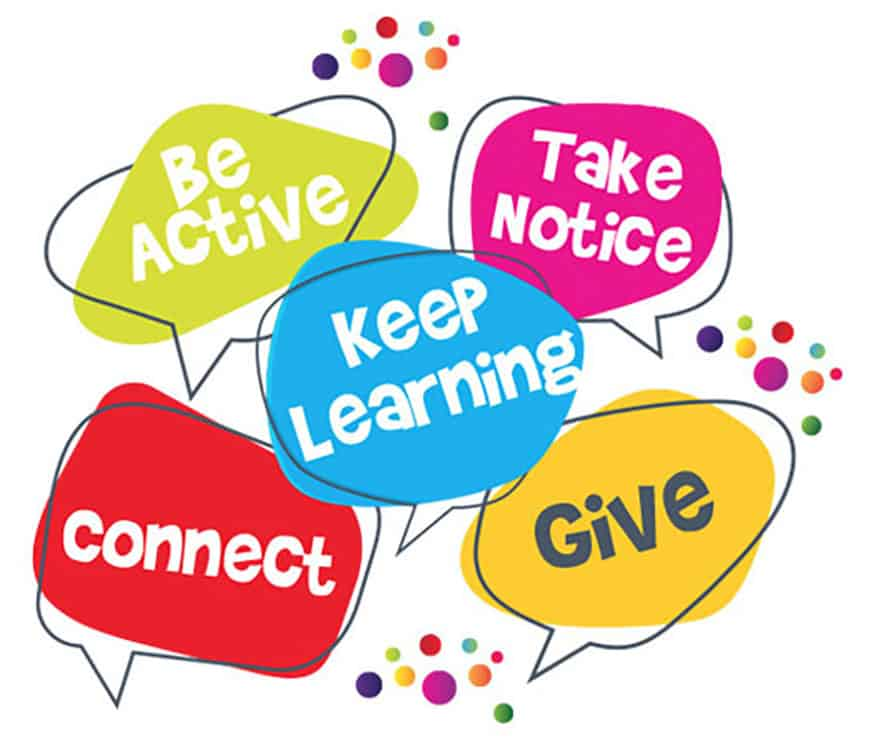 Be
Active
Take
Notice
Keep
Learning
Connect
Give